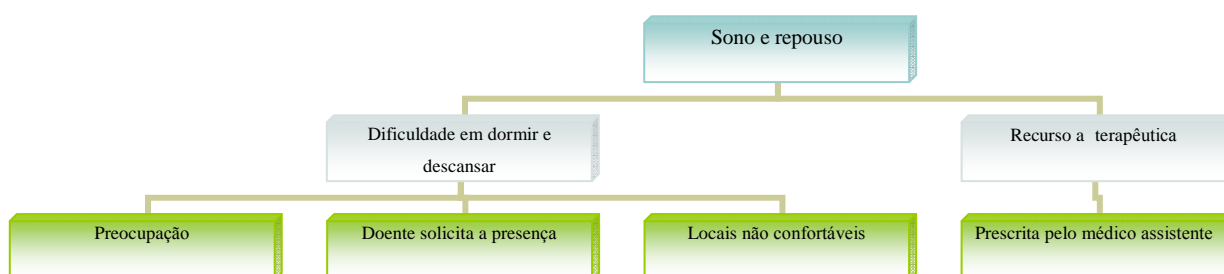 Sono e repouso
Dificuldade em dormir e
descansar
Recurso a terapêutica
Preocupação
Doente solicita a presença
Locais não confortáveis
Prescrita pelo médico assistente